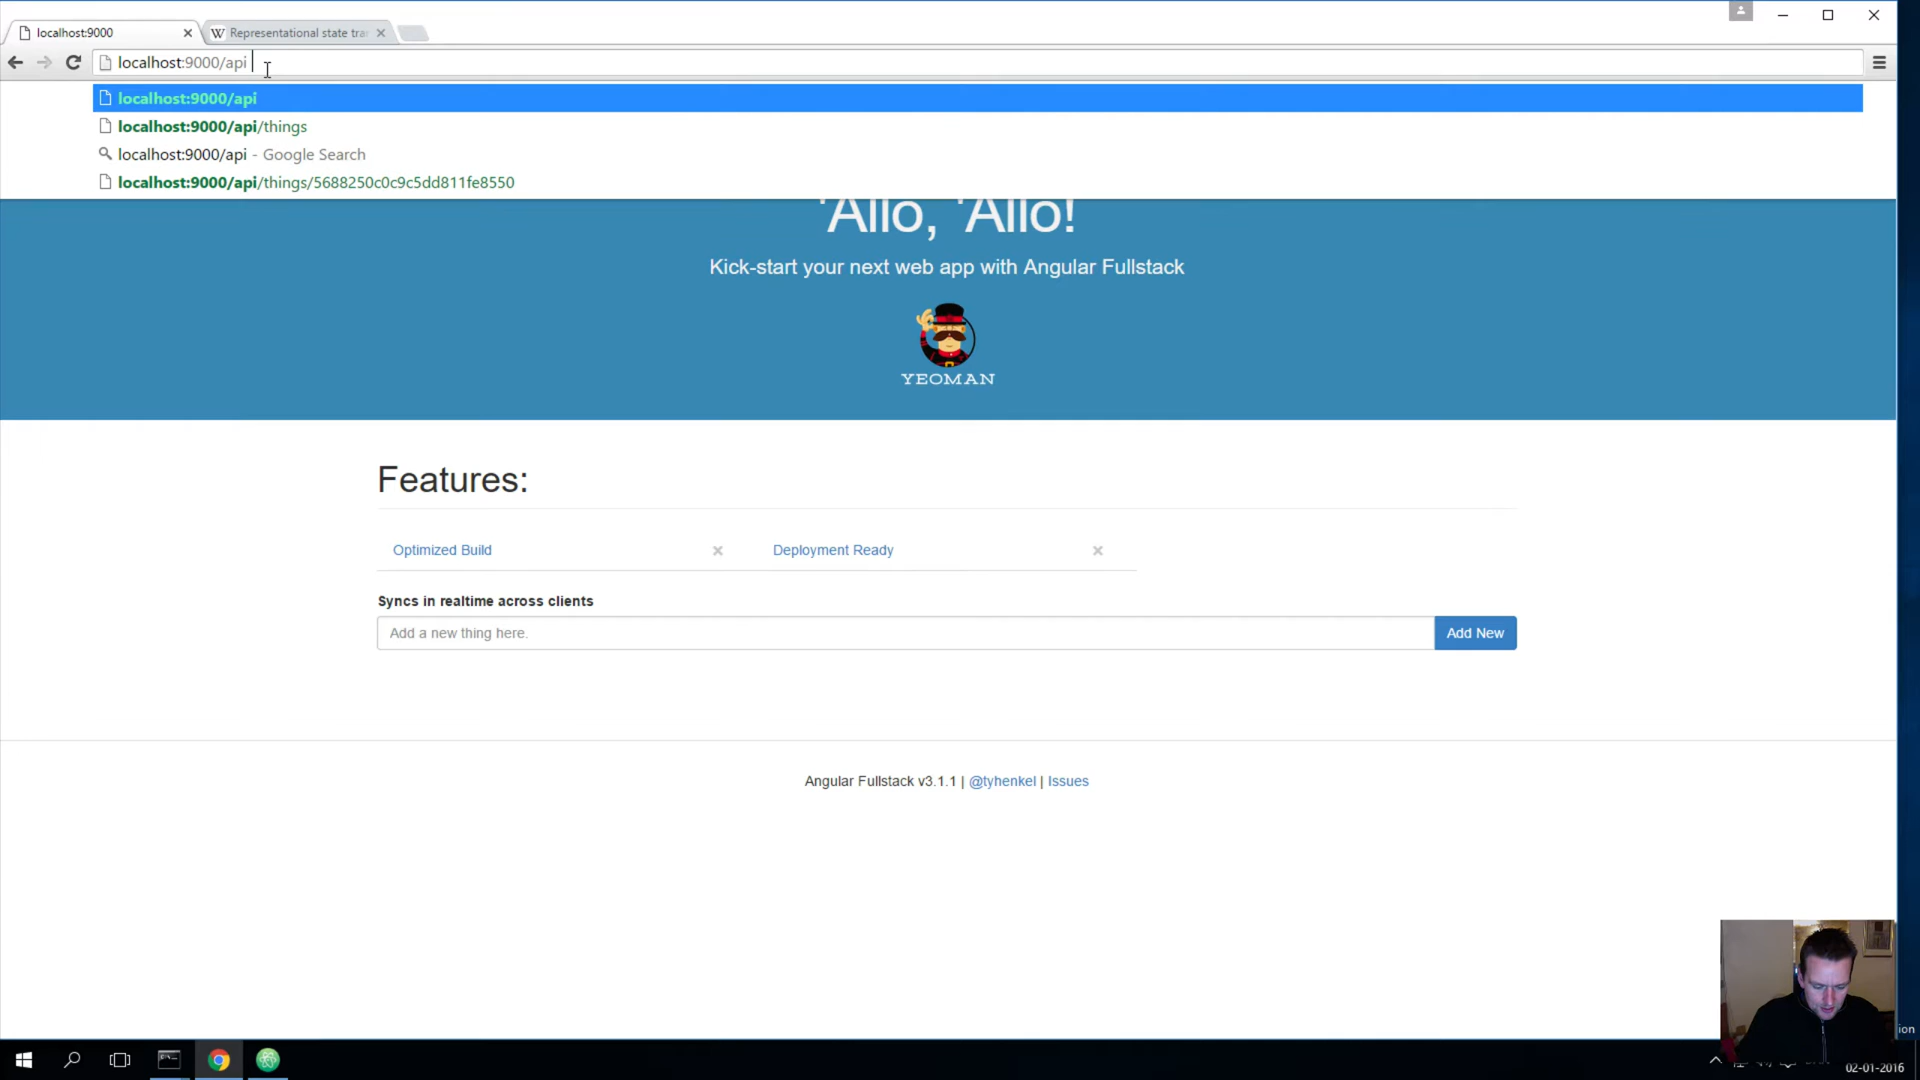 localhost:9000
Representational state tra
localhost:9000/api
localhost:9000/api
localhost:9000/api/things
localhost:9000/api - Google Search
localhost:9000/api/things/5688250c0c9c5dd811fe8550
'Allo, 'Allo!
Kick-start your next web app with Angular Fullstack
YEOMAN
Features:
Optimized Build
Deployment Ready
Syncs in realtime across clients
Add a new thing here.
Add New
Angular Fullstack v3.1.1 | @tyhenkel | Issues
ion
02-01-2016